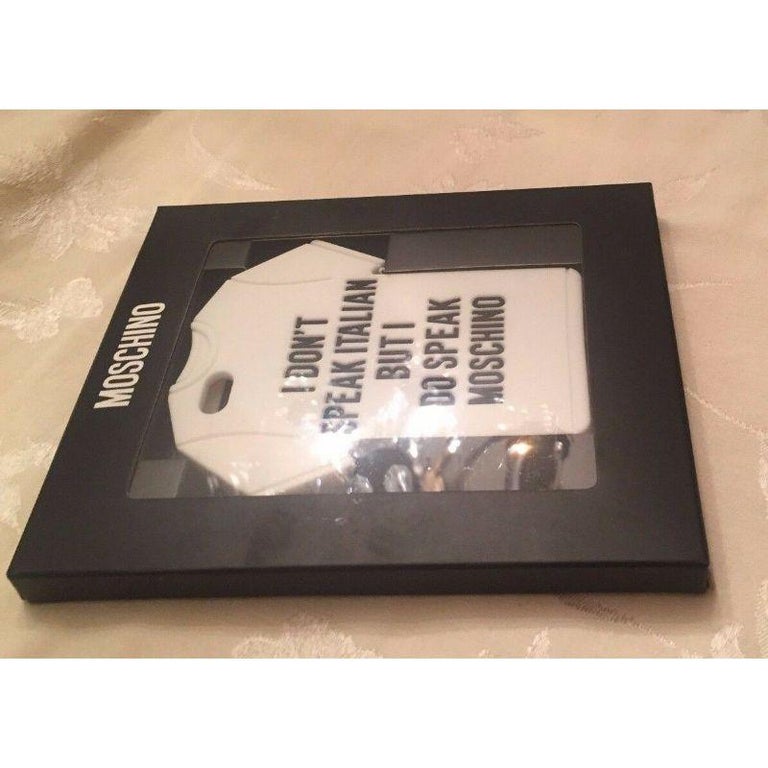 MOSCHINO
I DON'T
SPEAK ITALIAN
BUT I
DO SPEAK
MOSCHINO